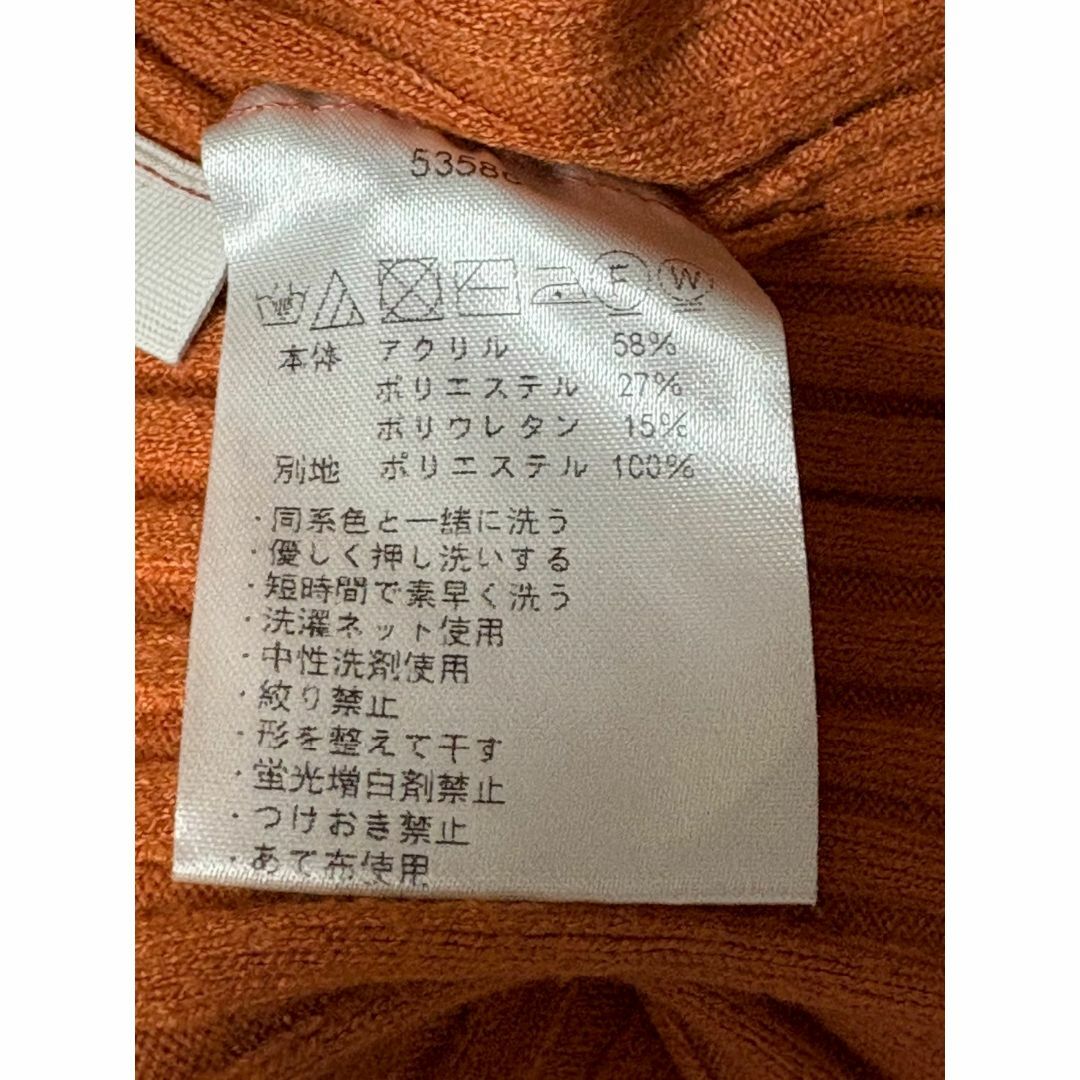 5358
F W
本体 アクリル 58%
ポリエステル 27%
ポリウレタン 15%
別地 ポリエステル 100%
・同系色と一緒に洗う
・優しく押し洗いする
・短時間で素早く洗う
・洗濯ネット使用
・中性洗剤使用
・絞り禁止
・形を整えて干す
・蛍光増白剤禁止
・つけおき禁止
・あて布使用